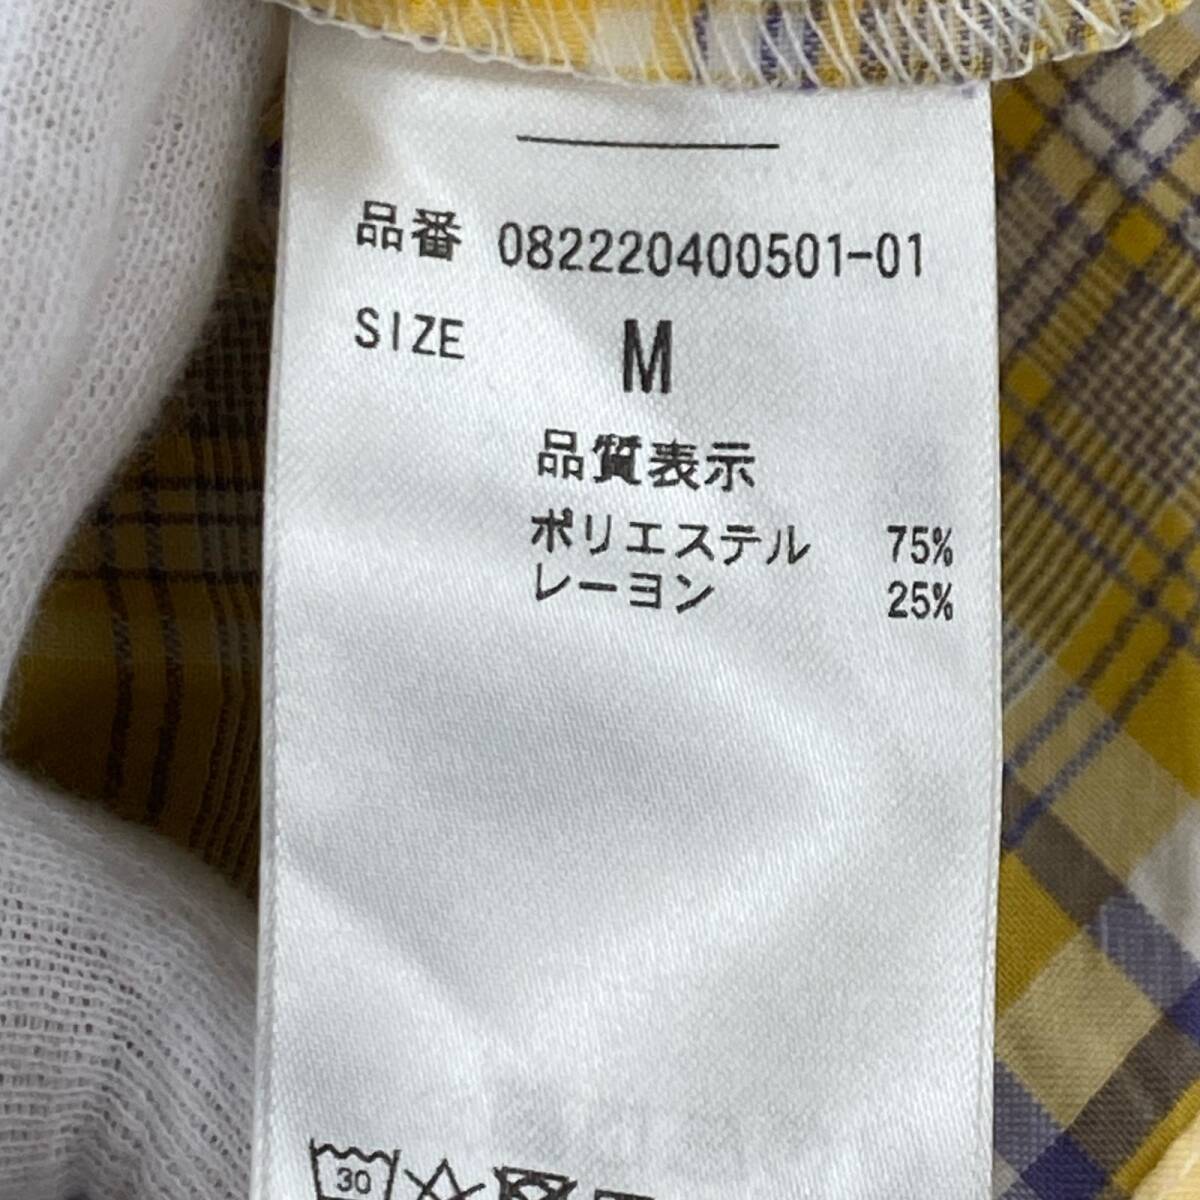 品番 082220400501-01
SIZE M
品質表示
ポリエステル 75%
レーヨン 25%
30